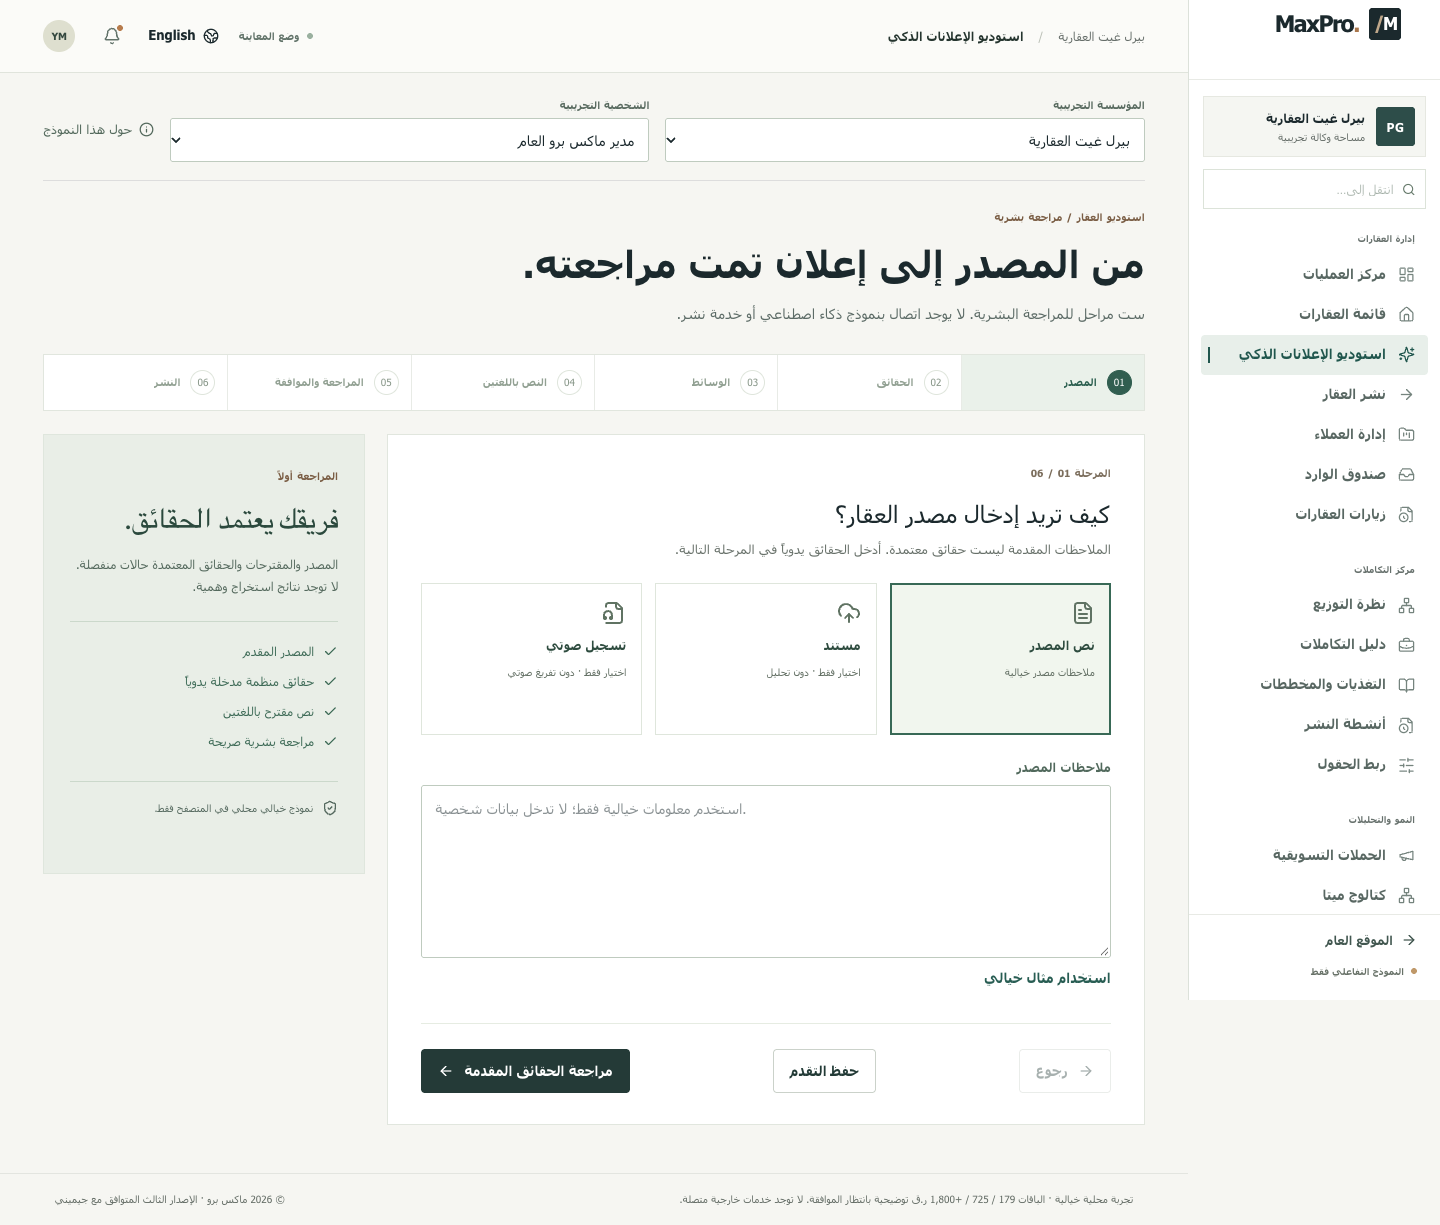 MaxPro.
/M
بيرل غيت العقارية / استوديو الإعلانات الذكي
وضع المعاينة
English
YM
PG
بيرل غيت العقارية
مساحة وكالة تجريبية
انتقل إلى...
إدارة العقارات
مركز العمليات
قائمة العقارات
استوديو الإعلانات الذكي
نشر العقار
إدارة العملاء
صندوق الوارد
زيارات العقارات
مركز التكاملات
نظرة التوزيع
دليل التكاملات
التغذيات والمخططات
أنشطة النشر
ربط الحقول
النمو والتحليلات
الحملات التسويقية
كتالوج ميتا
الموقع العام
النموذج التفاعلي فقط
المؤسسة التجريبية
بيرل غيت العقارية
الشخصية التجريبية
مدير ماكس برو العام
حول هذا النموذج
استوديو العقار / مراجعة بشرية
من المصدر إلى إعلان تمت مراجعته.
ست مراحل للمراجعة البشرية. لا يوجد اتصال بنموذج ذكاء اصطناعي أو خدمة نشر.
01 المصدر
02 الحقائق
03 الوسائط
04 النص باللغتين
05 المراجعة والموافقة
06 النشر
المرحلة 01 / 06
كيف تريد إدخال مصدر العقار؟
الملاحظات المقدمة ليست حقائق معتمدة. أدخل الحقائق يدوياً في المرحلة التالية.
نص المصدر
ملاحظات مصدر خيالية
مستند
اختيار فقط · دون تحليل
تسجيل صوتي
اختيار فقط · دون تفريغ صوتي
ملاحظات المصدر
استخدم معلومات خيالية فقط؛ لا تدخل بيانات شخصية.
استخدام مثال خيالي
رجوع
حفظ التقدم
مراجعة الحقائق المقدمة
المراجعة أولاً
فريقك يعتمد الحقائق.
المصدر والمقترحات والحقائق المعتمدة حالات منفصلة.
لا توجد نتائج استخراج وهمية.
المصدر المقدم
حقائق منظمة مدخلة يدوياً
نص مقترح باللغتين
مراجعة بشرية صريحة
نموذج خيالي محلي في المتصفح فقط.
تجربة محلية خيالية · الباقات 179 / 725 / +1,800 ر.ق توضيحية بانتظار الموافقة. لا توجد خدمات خارجية متصلة.
© 2026 ماكس برو · الإصدار الثالث المتوافق مع جيميني